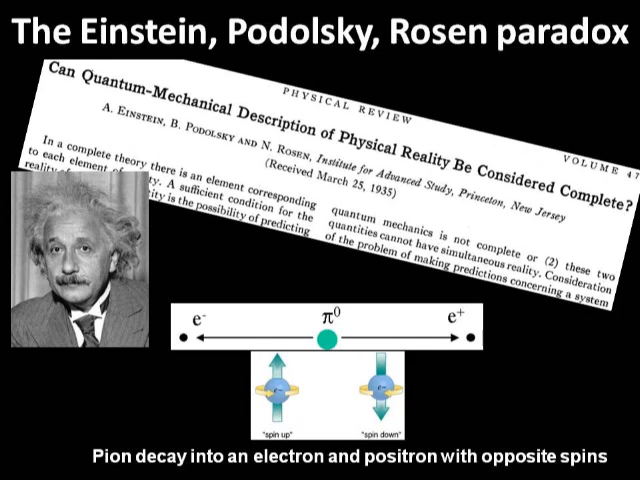 The Einstein, Podolsky, Rosen paradox
PHYSICAL REVIEW
VOLUME 47
Can Quantum-Mechanical Description of Physical Reality Be Considered Complete?
A. EINSTEIN, B. PODOLSKY AND N. ROSEN, Institute for Advanced Study, Princeton, New Jersey
(Received March 25, 1935)
In a complete theory there is an element corresponding
to each element of
reality. A sufficient condition for the
reality is the possibility of predicting
quantum mechanics is not complete or (2) these two
quantities cannot have simultaneous reality. Consideration
of the problem of making predictions concerning a system
e⁻ π⁰ e⁺
e− e−
"spin up" "spin down"
Pion decay into an electron and positron with opposite spins